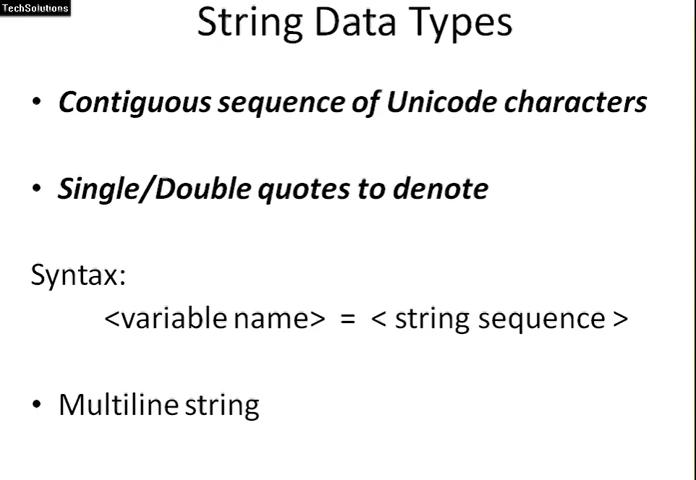 TechSolutions
String Data Types
• Contiguous sequence of Unicode characters
• Single/Double quotes to denote
Syntax:
<variable name> = < string sequence >
• Multiline string